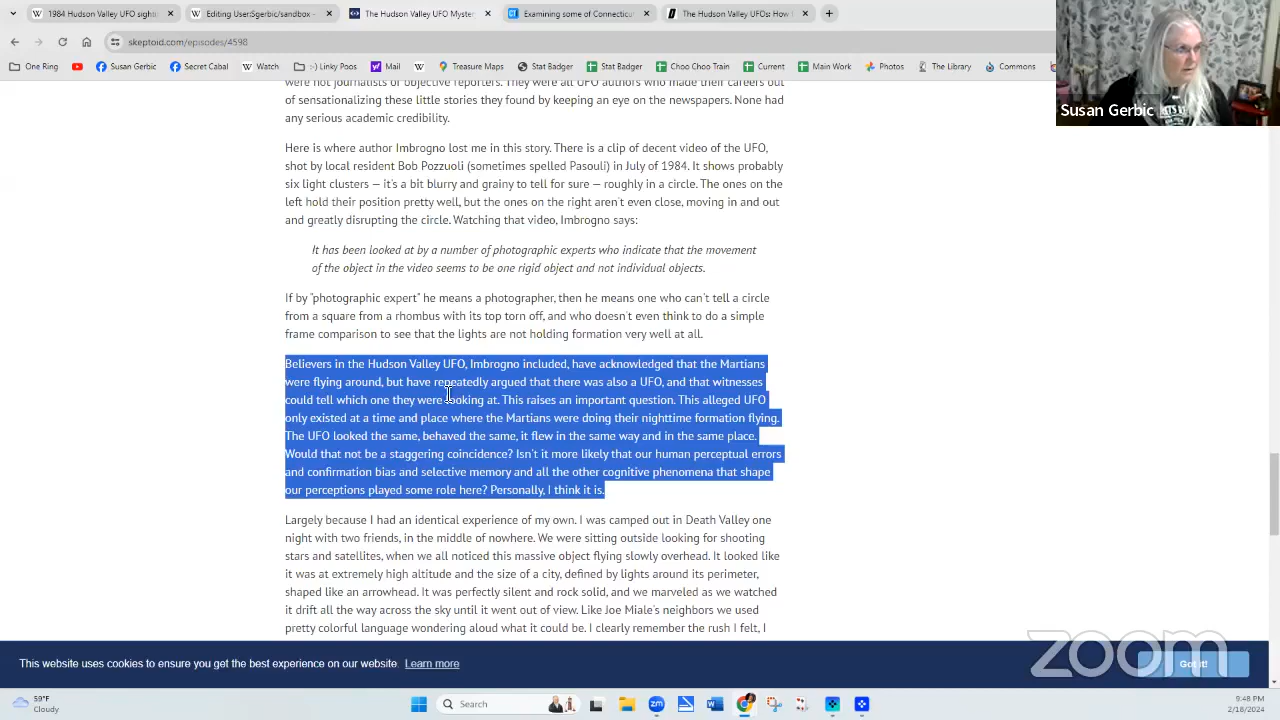 1984 Hudson Valley UFO sighti
Editing User:Sgerbic/sandbox -
The Hudson Valley UFO Myster
Examining some of Connecticut
The Hudson Valley UFOs: How t
skeptoid.com/episodes/4598
One Ring
Susan Gerbic
Secret Cabal
Watch
:-) Linky Poos
Mail
Treasure Maps
Stat Badger
Stat Badger
Choo Choo Train
Current
Main Work
Photos
The Library
Commons
Susan Gerbic
were not journalists or objective reporters. They were all UFO authors who made their careers out
of sensationalizing these little stories they found by keeping an eye on the newspapers. None had
any serious academic credibility.
Here is where author Imbrogno lost me in this story. There is a clip of decent video of the UFO,
shot by local resident Bob Pozzuoli (sometimes spelled Pasouli) in July of 1984. It shows probably
six light clusters — it's a bit blurry and grainy to tell for sure — roughly in a circle. The ones on the
left hold their position pretty well, but the ones on the right aren't even close, moving in and out
and greatly disrupting the circle. Watching that video, Imbrogno says:
It has been looked at by a number of photographic experts who indicate that the movement
of the object in the video seems to be one rigid object and not individual objects.
If by "photographic expert" he means a photographer, then he means one who can't tell a circle
from a square from a rhombus with its top torn off, and who doesn't even think to do a simple
frame comparison to see that the lights are not holding formation very well at all.
Believers in the Hudson Valley UFO, Imbrogno included, have acknowledged that the Martians
were flying around, but have repeatedly argued that there was also a UFO, and that witnesses
could tell which one they were looking at. This raises an important question. This alleged UFO
only existed at a time and place where the Martians were doing their nighttime formation flying.
The UFO looked the same, behaved the same, it flew in the same way and in the same place.
Would that not be a staggering coincidence? Isn't it more likely that our human perceptual errors
and confirmation bias and selective memory and all the other cognitive phenomena that shape
our perceptions played some role here? Personally, I think it is.
Largely because I had an identical experience of my own. I was camped out in Death Valley one
night with two friends, in the middle of nowhere. We were sitting outside looking for shooting
stars and satellites, when we all noticed this massive object flying slowly overhead. It looked like
it was at extremely high altitude and the size of a city, defined by lights around its perimeter,
shaped like an arrowhead. It was perfectly silent and rock solid, and we marveled as we watched
it drift all the way across the sky until it went out of view. Like Joe Miale's neighbors we used
pretty colorful language wondering aloud what it could be. I clearly remember the rush I felt, I
This website uses cookies to ensure you get the best experience on our website. Learn more
Got it!
zoom
59°F
Cloudy
Search
9:48 PM
2/18/2024